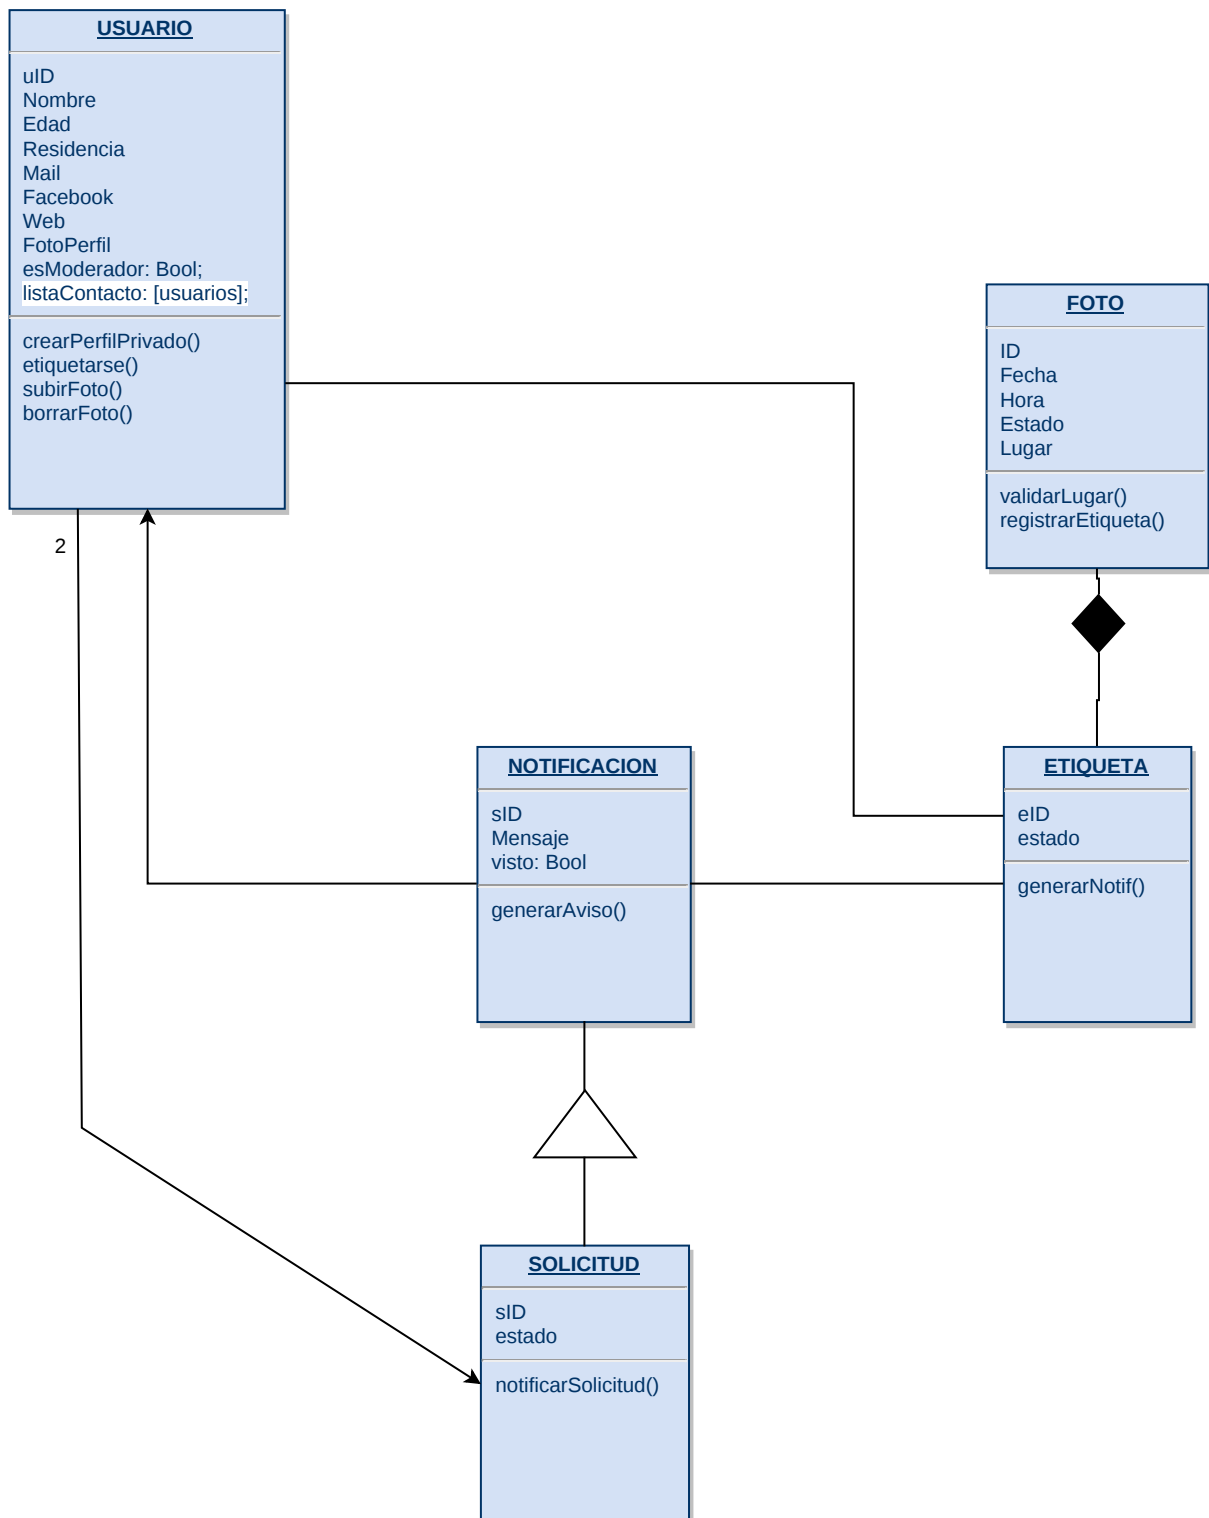 USUARIO
uID
Nombre
Edad
Residencia
Mail
Facebook
Web
FotoPerfil
esModerador: Bool;
listaContacto: [usuarios];
crearPerfilPrivado()
etiquetarse()
subirFoto()
borrarFoto()
2
FOTO
ID
Fecha
Hora
Estado
Lugar
validarLugar()
registrarEtiqueta()
NOTIFICACION
sID
Mensaje
visto: Bool
generarAviso()
ETIQUETA
eID
estado
generarNotif()
SOLICITUD
sID
estado
notificarSolicitud()